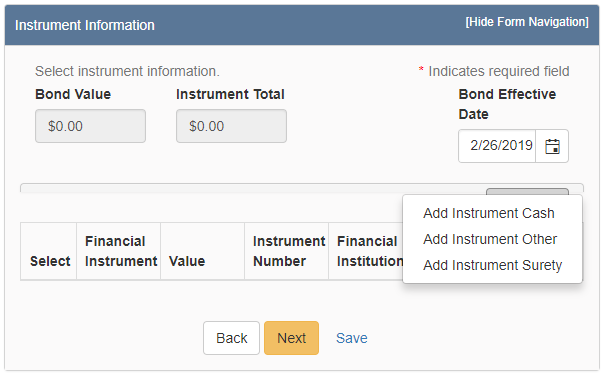 Instrument Information
[Hide Form Navigation]
Select instrument information.
* Indicates required field
Bond Value
Instrument Total
Bond Effective
Date
$0.00
$0.00
2/26/2019
Add Instrument Cash
Add Instrument Other
Add Instrument Surety
Select
Financial
Instrument
Value
Instrument
Number
Financial
Institution
Back
Next
Save